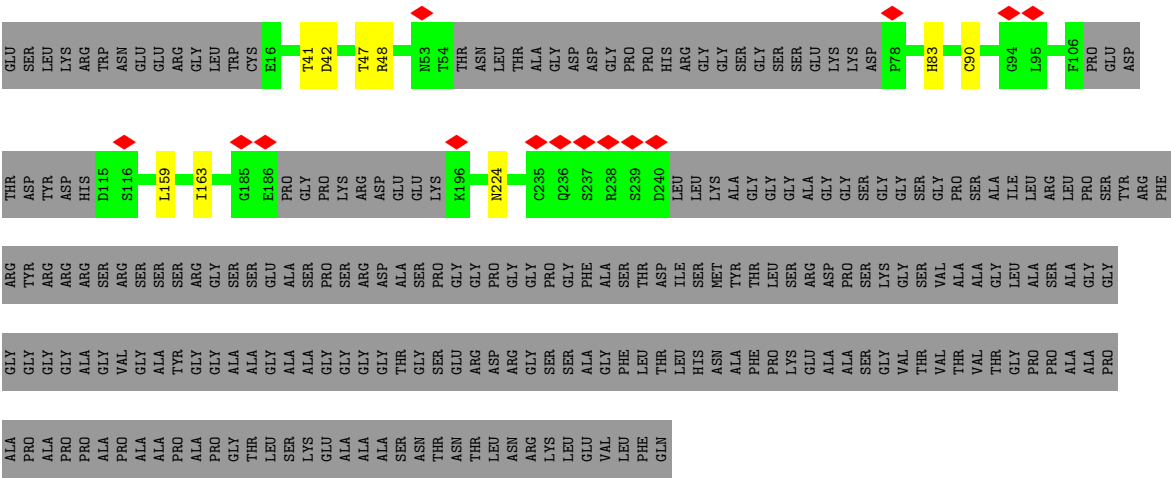 GLU SER LEU LYS ARG TRP ASN GLU GLU ARG GLY LEU TRP CYS E16 T41 D42 T47 R48 N53 T54 THR ASN LEU THR ALA GLY ASP ASP GLY PRO PRO HIS ARG GLY GLY SER GLY SER SER GLU LYS LYS ASP P78 H83 C90 G94 L95 F106 PRO GLU ASP
THR ASP TYR ASP HIS D115 S116 L159 I163 G185 E186 PRO GLY PRO LYS ARG ASP GLU GLU LYS K196 N224 C235 Q236 S237 R238 S239 D240 LEU LEU LYS ALA GLY GLY GLY ALA GLY GLY SER GLY GLY SER GLY PRO SER ALA ILE LEU ARG LEU PRO SER TYR ARG PHE
ARG TYR ARG ARG ARG SER ARG SER SER SER ARG GLY SER SER GLU ALA SER PRO SER ARG ASP ALA SER PRO GLY GLY PRO GLY GLY PRO GLY PHE ALA SER THR ASP ILE SER MET TYR THR LEU SER ARG ASP PRO SER LYS GLY SER VAL ALA ALA GLY LEU ALA SER ALA GLY GLY
GLY GLY GLY GLY ALA GLY VAL GLY ALA TYR GLY GLY ALA ALA ALA GLY ALA GLY GLY GLY GLY THR GLY SER GLU ARG ASP ARG GLY SER SER ALA GLY PHE LEU THR LEU HIS ASN ALA PHE PRO LYS GLU ALA ALA SER GLY VAL THR VAL THR VAL THR GLY PRO PRO ALA ALA PRO
ALA PRO ALA PRO PRO ALA PRO ALA ALA PRO ALA PRO GLY THR LEU SER LYS GLU ALA ALA ALA SER ASN THR ASN THR LEU ASN ARG LYS LEU GLU VAL LEU PHE GLN